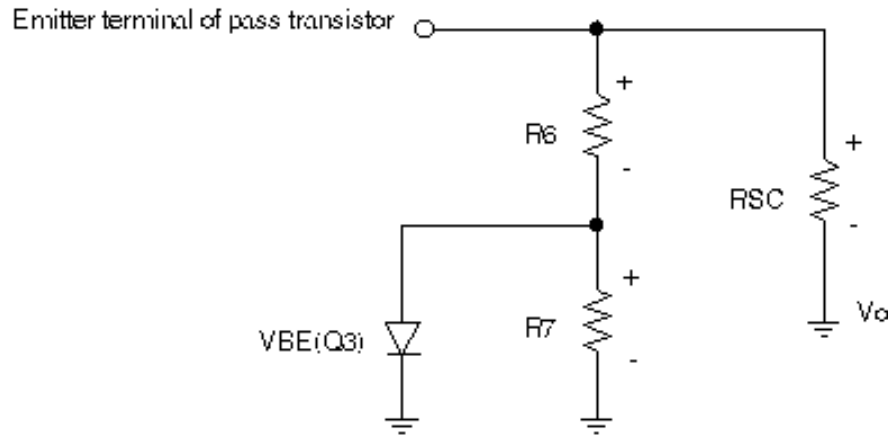 Emitter terminal of pass transistor
+
R6
-
+
RSC
-
+
R7
-
VBE(Q3)
Vo